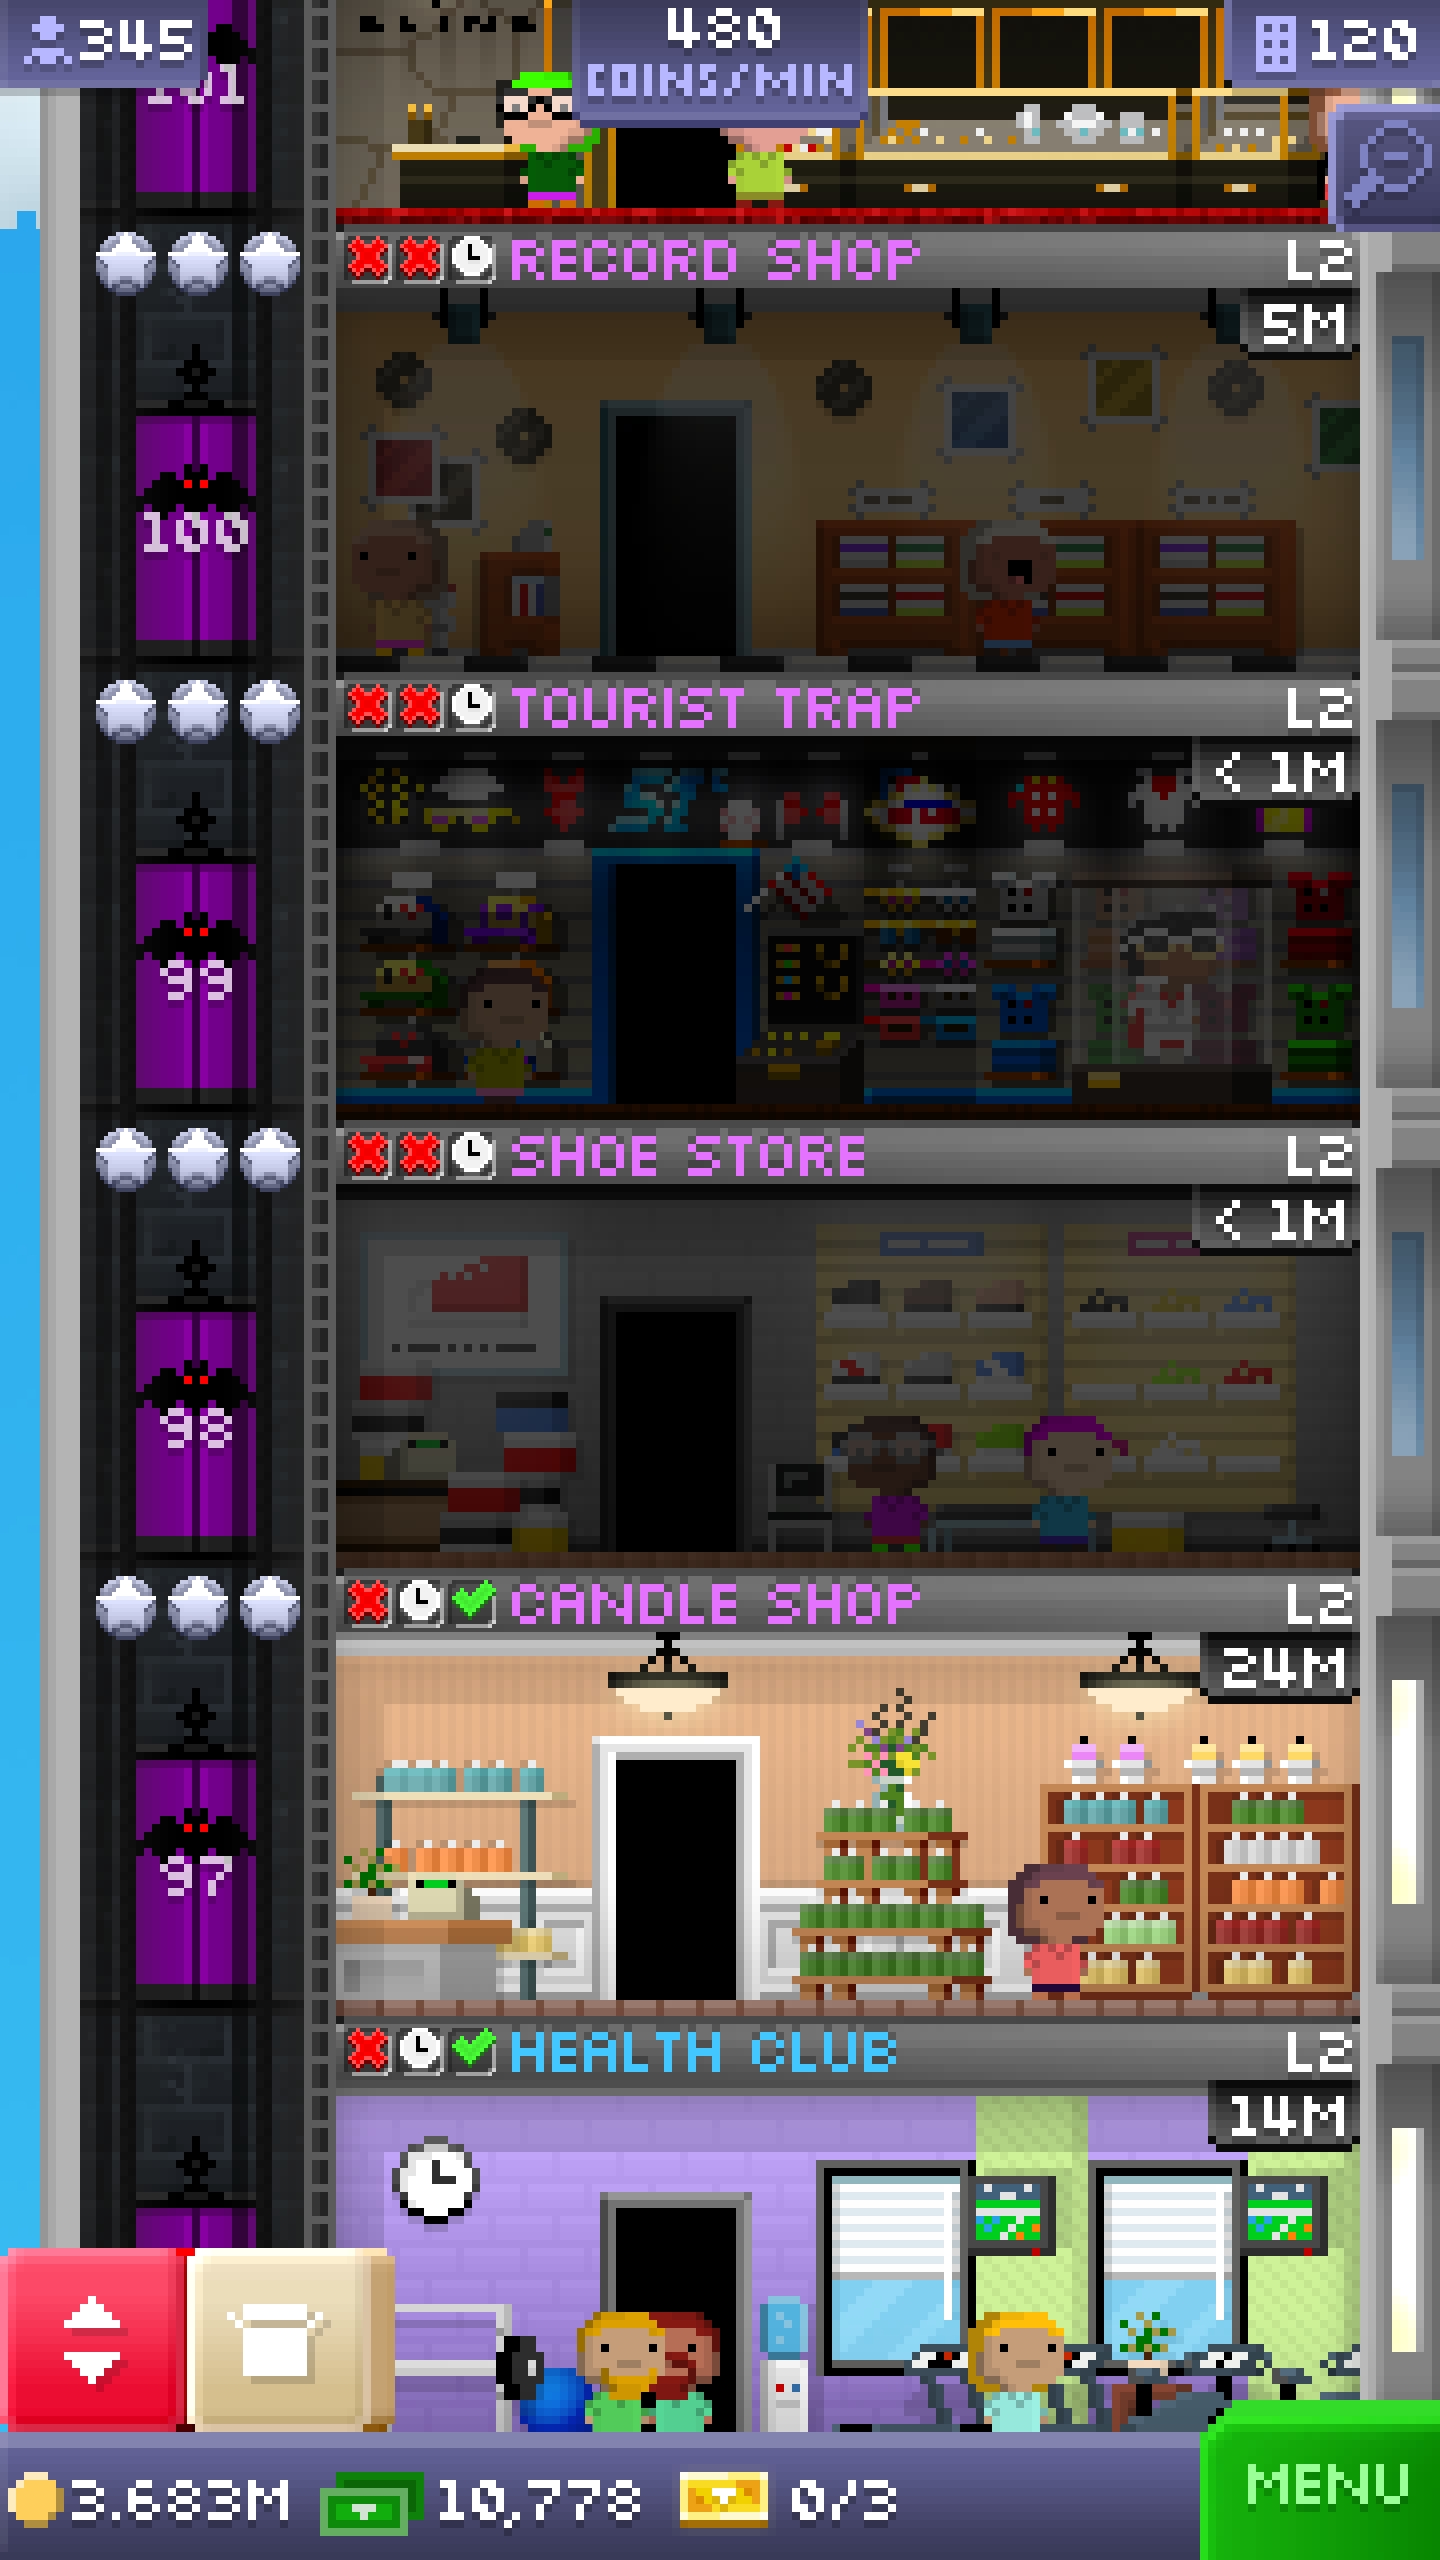 345
480
COINS/MIN
120
101
RECORD SHOP
L2
5M
100
TOURIST TRAP
L2
< 1M
99
SHOE STORE
L2
< 1M
98
CANDLE SHOP
L2
24M
97
HEALTH CLUB
L2
14M
3.683M
10,778
0/3
MENU